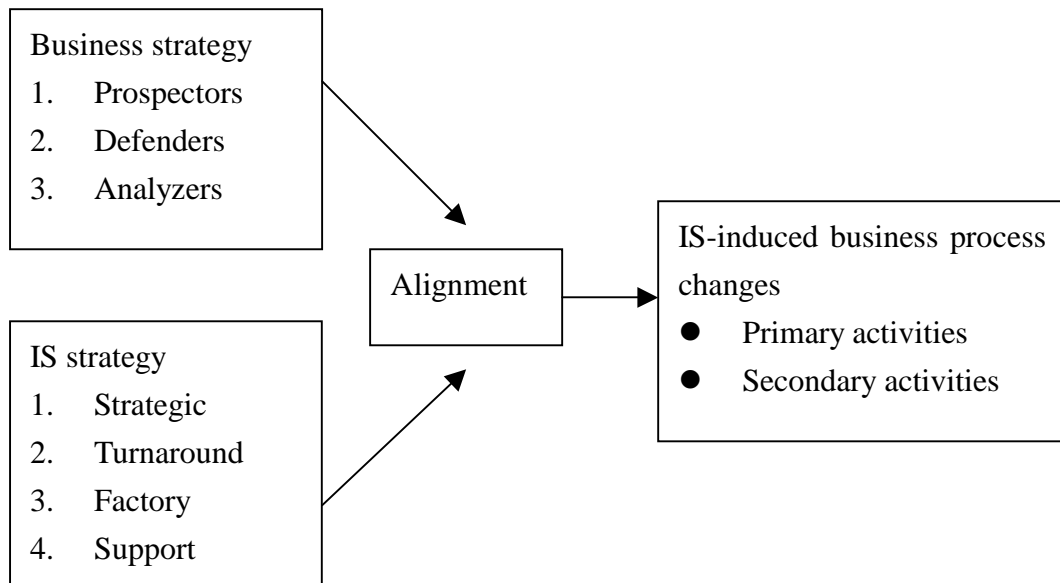 Business strategy
1. Prospectors
2. Defenders
3. Analyzers
IS strategy
1. Strategic
2. Turnaround
3. Factory
4. Support
Alignment
IS-induced business process
changes
● Primary activities
● Secondary activities